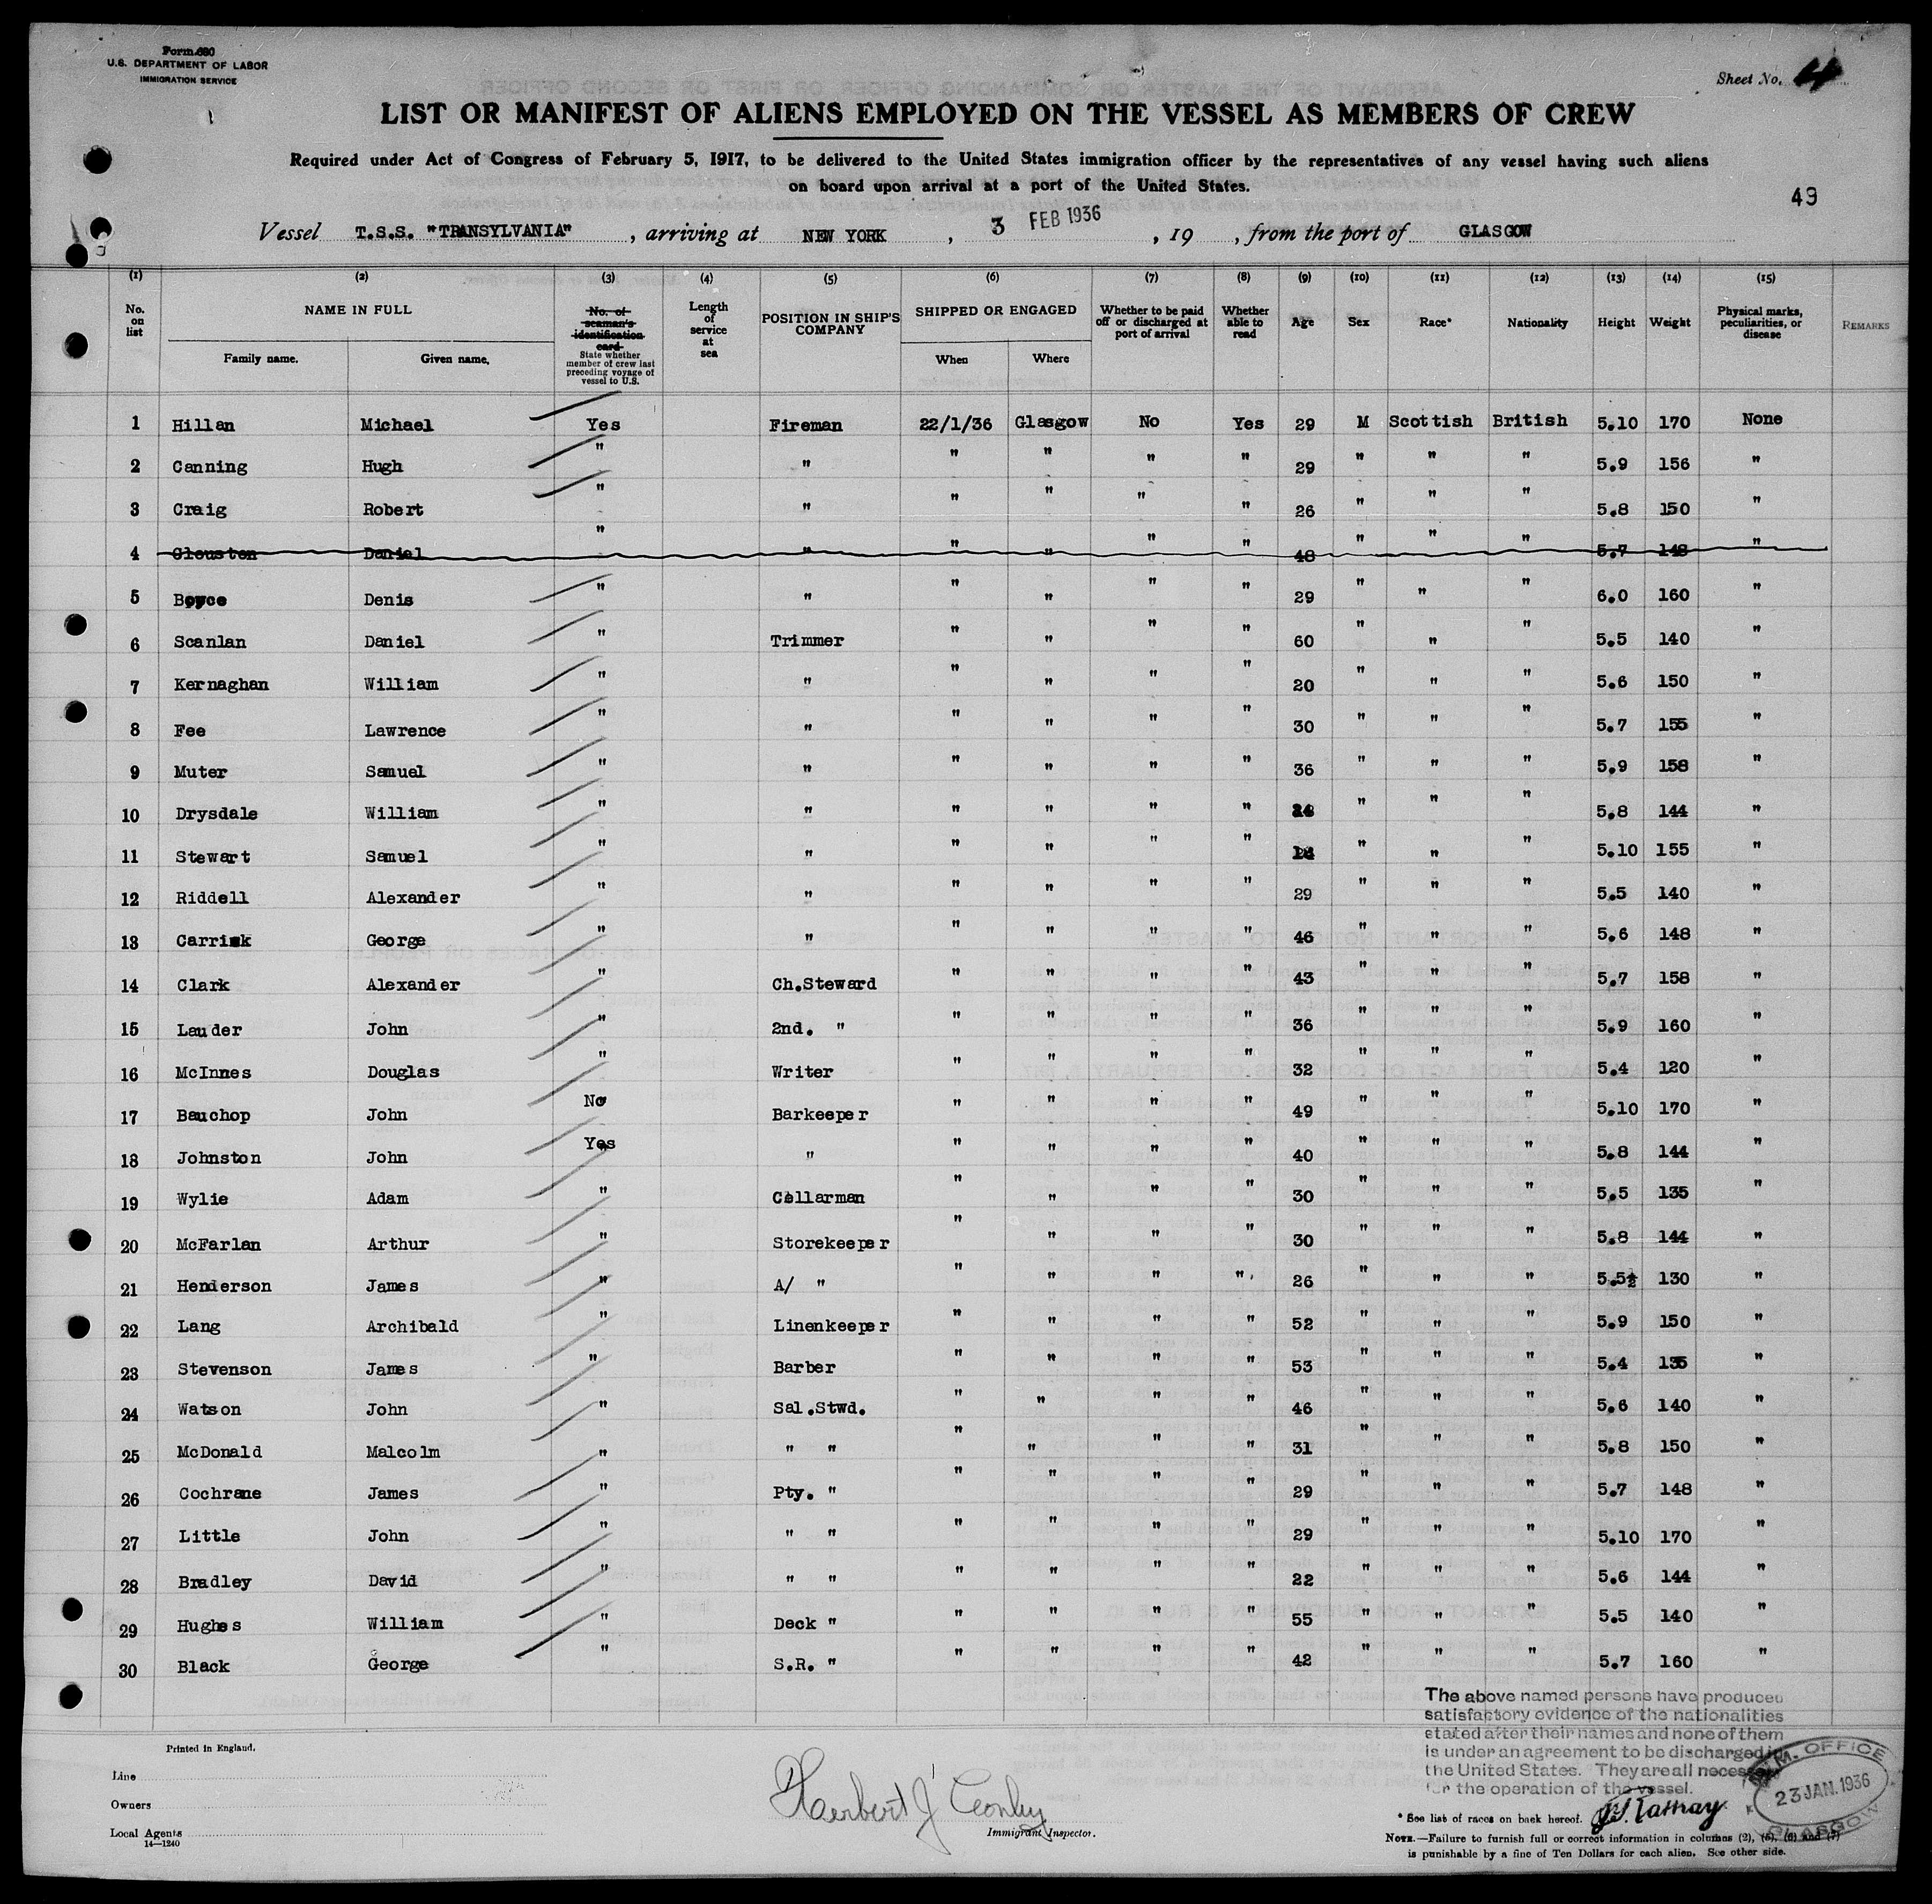 Form 680
U.S. DEPARTMENT OF LABOR
IMMIGRATION SERVICE
Sheet No. 4
LIST OR MANIFEST OF ALIENS EMPLOYED ON THE VESSEL AS MEMBERS OF CREW
Required under Act of Congress of February 5, 1917, to be delivered to the United States immigration officer by the representatives of any vessel having such aliens
on board upon arrival at a port of the United States.
49
Vessel T.S.S. "TRANSYLVANIA", arriving at NEW YORK, 3 FEB 1936, 19 , from the port of GLASGOW
(1) (2) (3) (4) (5) (6) (7) (8) (9) (10) (11) (12) (13) (14) (15)
No. on list NAME IN FULL Family name. Given name. No. of seaman's identification card State whether member of crew last preceding voyage of vessel to U.S. Length of service at sea POSITION IN SHIP'S COMPANY SHIPPED OR ENGAGED When Where Whether to be paid off or discharged at port of arrival Whether able to read Age Sex Race* Nationality Height Weight Physical marks, peculiarities, or disease REMARKS
1 Hillan Michael Yes Fireman 22/1/36 Glasgow No Yes 29 M Scottish British 5.10 170 None
2 Canning Hugh " " " " " " 29 " " " 5.9 156 "
3 Craig Robert " " " " " " 26 " " " 5.8 150 "
4 Clouston Daniel " " " " " " 48 " " " 5.7 148 "
5 Boyce Denis " " " " " " 29 " " " 6.0 160 "
6 Scanlan Daniel " Trimmer " " " " 60 " " " 5.5 140 "
7 Kernaghan William " " " " " " 20 " " " 5.6 150 "
8 Fee Lawrence " " " " " " 30 " " " 5.7 155 "
9 Muter Samuel " " " " " " 36 " " " 5.9 158 "
10 Drysdale William " " " " " " " " " 5.8 144 "
11 Stewart Samuel " " " " " " " " " 5.10 155 "
12 Riddell Alexander " " " " " " 29 " " " 5.5 140 "
13 Carrick George " " " " " " 46 " " " 5.6 148 "
14 Clark Alexander " Ch.Steward " " " " 43 " " " 5.7 158 "
15 Lauder John " 2nd. " " " " " 36 " " " 5.9 160 "
16 McInnes Douglas " Writer " " " " 32 " " " 5.4 120 "
17 Bauchop John No Barkeeper " " " " 49 " " " 5.10 170 "
18 Johnston John Yes " " " " " 40 " " " 5.8 144 "
19 Wylie Adam " Cellarman " " " " 30 " " " 5.5 135 "
20 McFarlan Arthur " Storekeeper " " " " 30 " " " 5.8 144 "
21 Henderson James " A/ " " " " " 26 " " " 5.5½ 130 "
22 Lang Archibald " Linenkeeper " " " " 52 " " " 5.9 150 "
23 Stevenson James " Barber " " " " 53 " " " 5.4 135 "
24 Watson John " Sal.Stwd. " " " " 46 " " " 5.6 140 "
25 McDonald Malcolm " " " " " " " 31 " " " 5.8 150 "
26 Cochrane James " Pty. " " " " " 29 " " " 5.7 148 "
27 Little John " " " " " " " 29 " " " 5.10 170 "
28 Bradley David " " " " " " " 22 " " " 5.6 144 "
29 Hughes William " Deck " " " " " 55 " " " 5.5 140 "
30 Black George " S.R. " " " " " 42 " " " 5.7 160 "
The above named persons have produced
satisfactory evidence of the nationalities
stated after their names and none of them
is under an agreement to be discharged in
the United States. They are all necessary
for the operation of the vessel.
IMM. OFFICE
23 JAN. 1936
GLASGOW
Printed in England.
Line
Owners
Local Agents
14—1240
Herbert J
Immigrant Inspector.
* See list of races on back hereof.
NOTE.—Failure to furnish full or correct information in columns (2), (5), (6) and (7)
is punishable by a fine of Ten Dollars for each alien. See other side.